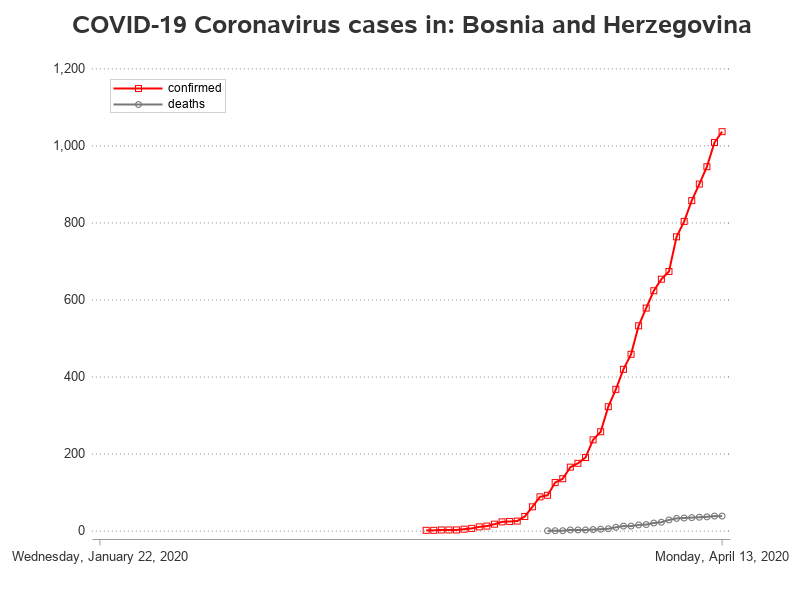 COVID-19 Coronavirus cases in: Bosnia and Herzegovina
1,200
confirmed
deaths
1,000
800
600
400
200
0
Wednesday, January 22, 2020
Monday, April 13, 2020